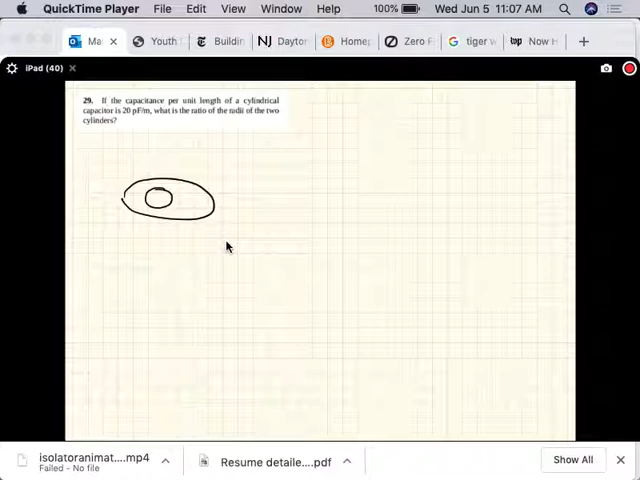 QuickTime Player File Edit View Window Help 100% Wed Jun 5 11:07 AM
Ma Youth Buildin Dayton Home Zero F tiger w Now H
iPad (40)
29. If the capacitance per unit length of a cylindrical
capacitor is 20 pF/m, what is the ratio of the radii of the two
cylinders?
isolatoranimat....mp4
Failed - No file
Resume detaile....pdf
Show All